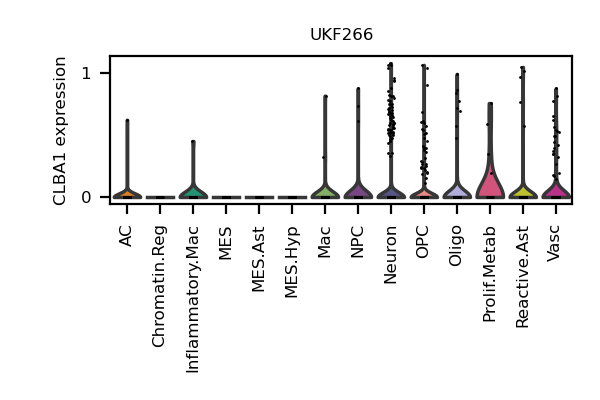 UKF266
CLBA1 expression
1
0
AC
Chromatin.Reg
Inflammatory.Mac
MES
MES.Ast
MES.Hyp
Mac
NPC
Neuron
OPC
Oligo
Prolif.Metab
Reactive.Ast
Vasc